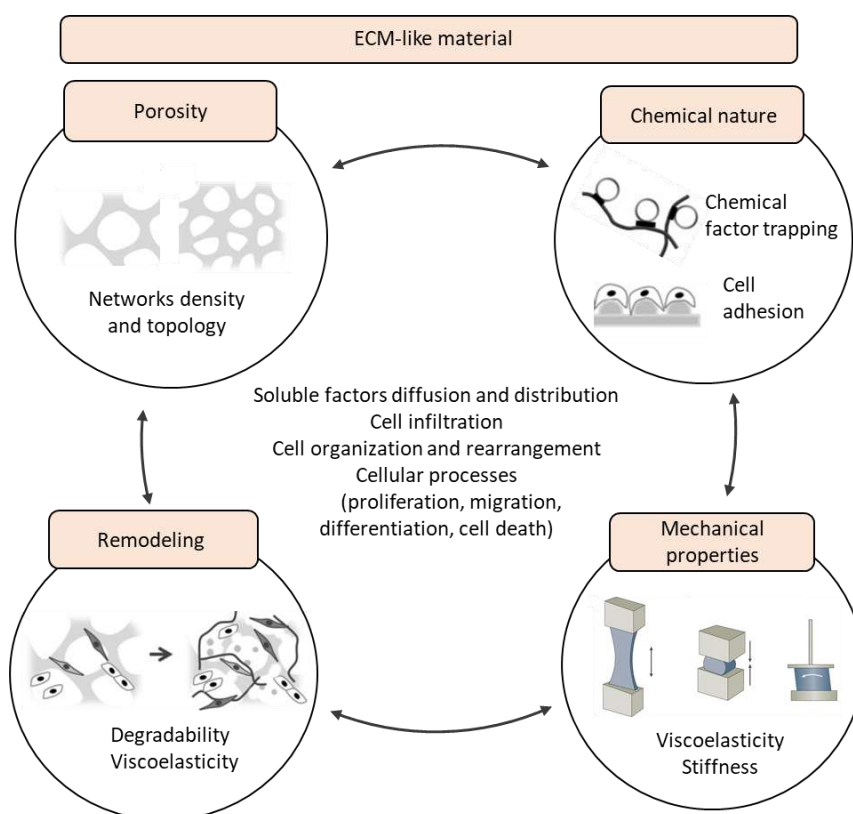 ECM-like material
Porosity
Chemical nature
Chemical
factor trapping
Cell
adhesion
Networks density
and topology
Soluble factors diffusion and distribution
Cell infiltration
Cell organization and rearrangement
Cellular processes
(proliferation, migration,
differentiation, cell death)
Remodeling
Mechanical
properties
Degradability
Viscoelasticity
Viscoelasticity
Stiffness